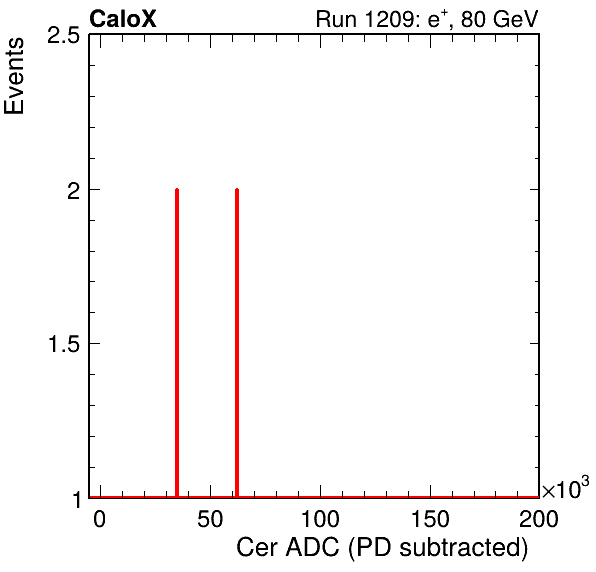 CaloX Run 1209: e⁺, 80 GeV
Events
2.5
2
1.5
1
0 50 100 150 200
×10³
Cer ADC (PD subtracted)